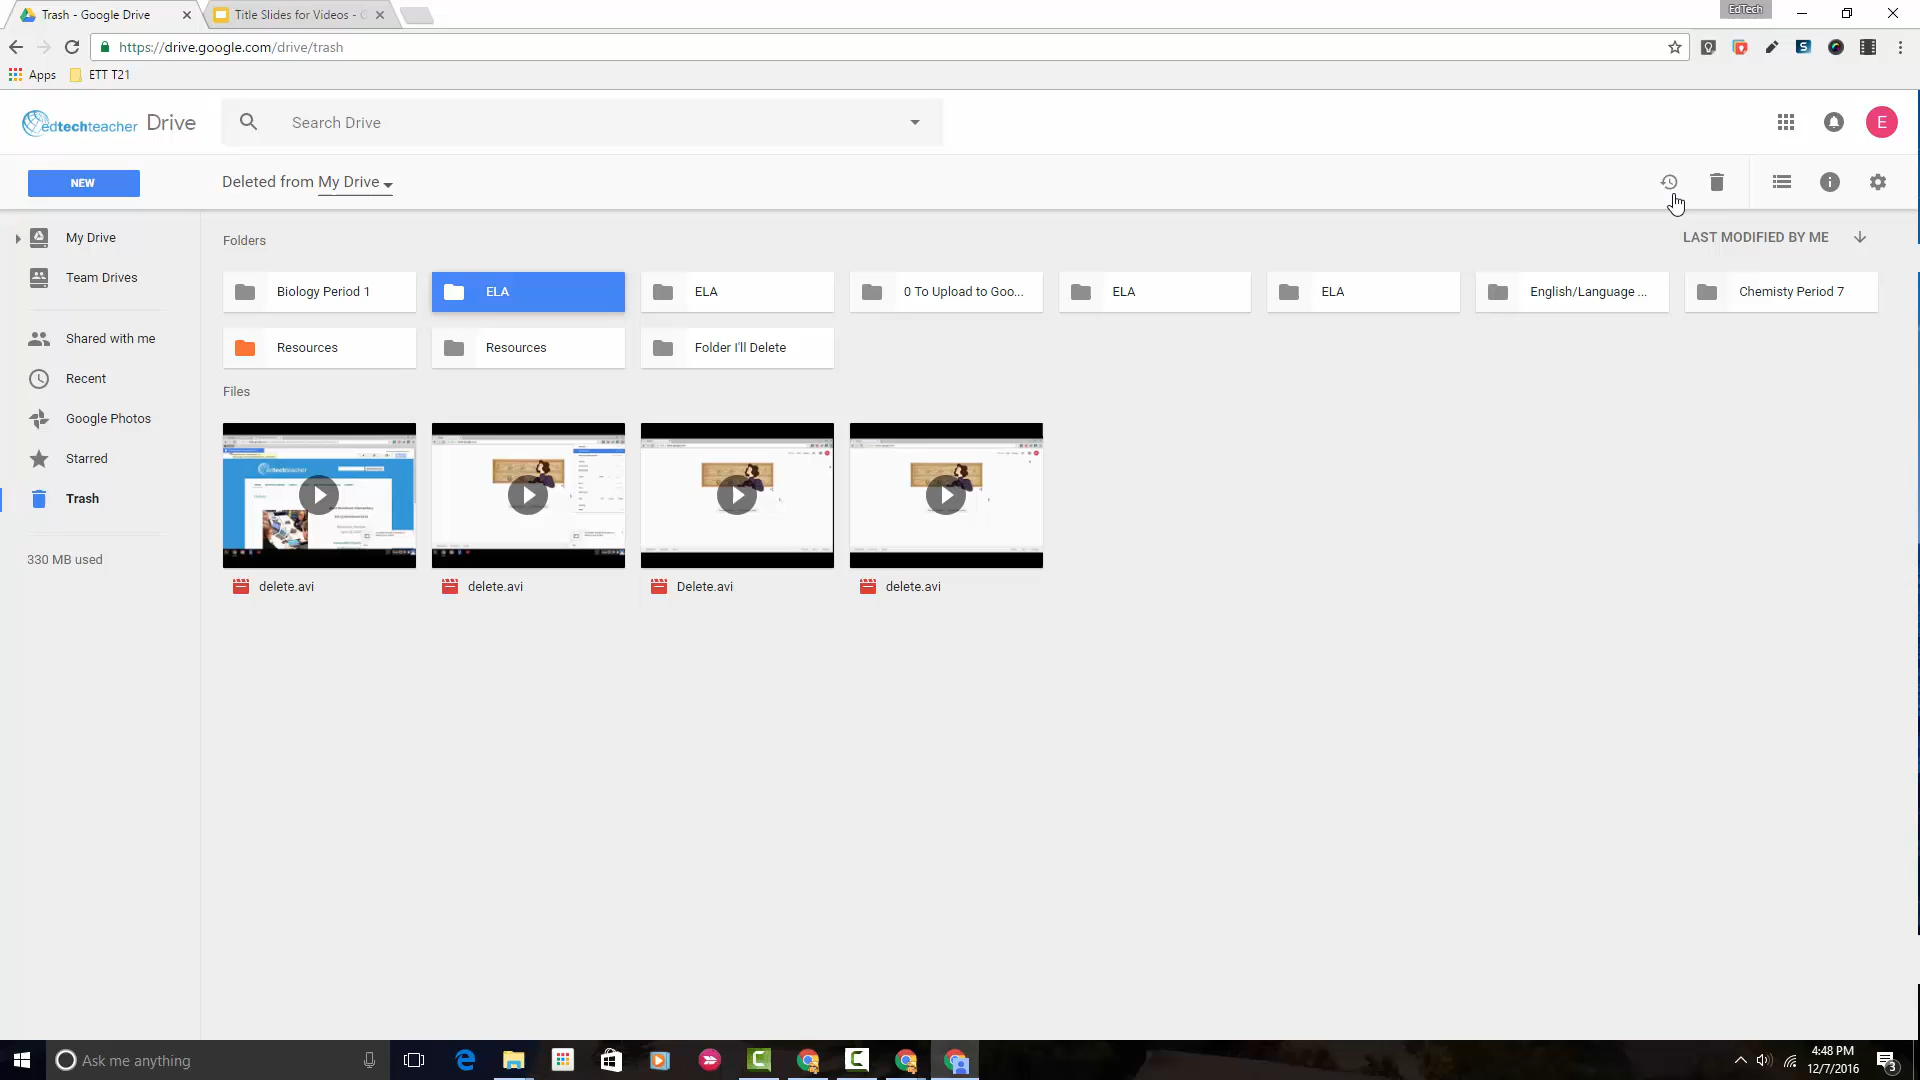 Trash - Google Drive
Title Slides for Videos - G
EdTech
https://drive.google.com/drive/trash
Apps
ETT T21
edtechteacher Drive
Search Drive
E
NEW
Deleted from My Drive
My Drive
Team Drives
Shared with me
Recent
Google Photos
Starred
Trash
330 MB used
Folders
LAST MODIFIED BY ME
Biology Period 1
ELA
ELA
0 To Upload to Goo...
ELA
ELA
English/Language ...
Chemisty Period 7
Resources
Resources
Folder I'll Delete
Files
edtechteacher
delete.avi
delete.avi
Delete.avi
delete.avi
Ask me anything
4:48 PM
12/7/2016
3